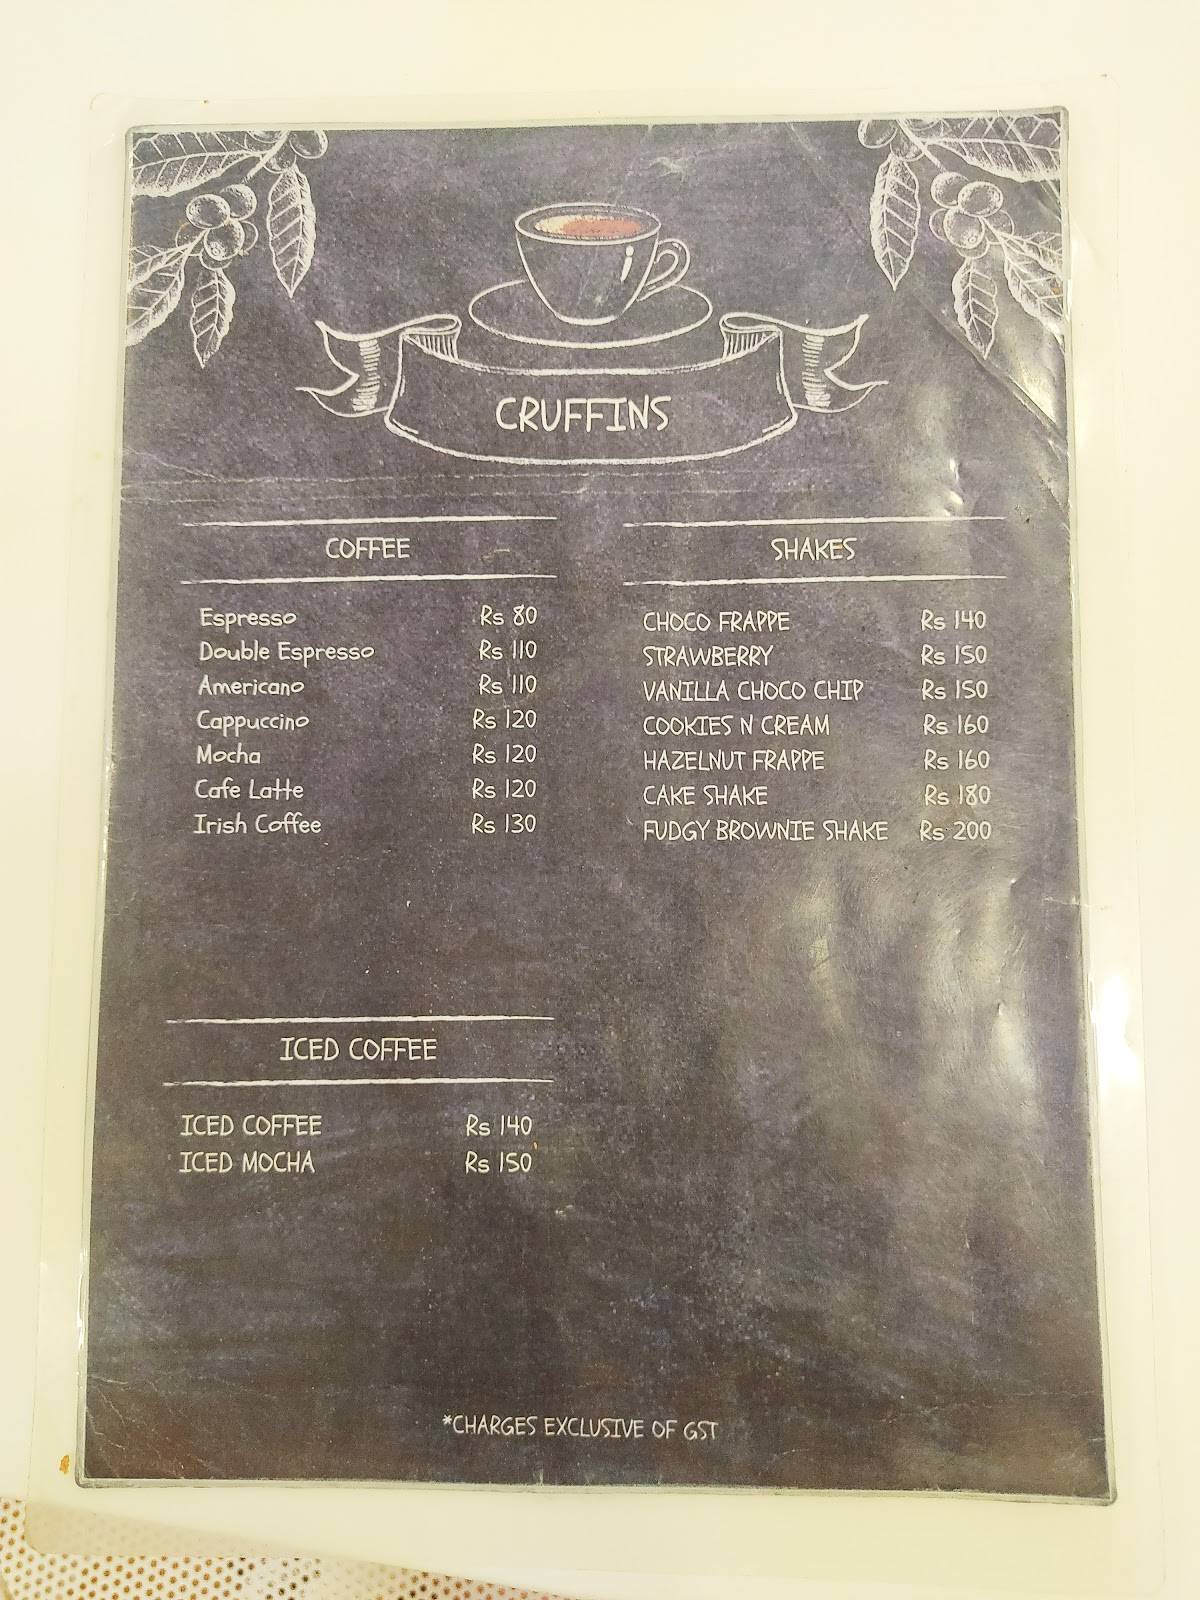 CRUFFINS
COFFEE
Espresso Rs 80
Double Espresso Rs 110
Americano Rs 110
Cappuccino Rs 120
Mocha Rs 120
Cafe Latte Rs 120
Irish Coffee Rs 130
SHAKES
CHOCO FRAPPE Rs 140
STRAWBERRY Rs 150
VANILLA CHOCO CHIP Rs 150
COOKIES N CREAM Rs 160
HAZELNUT FRAPPE Rs 160
CAKE SHAKE Rs 180
FUDGY BROWNIE SHAKE Rs 200
ICED COFFEE
ICED COFFEE Rs 140
ICED MOCHA Rs 150
*CHARGES EXCLUSIVE OF GST